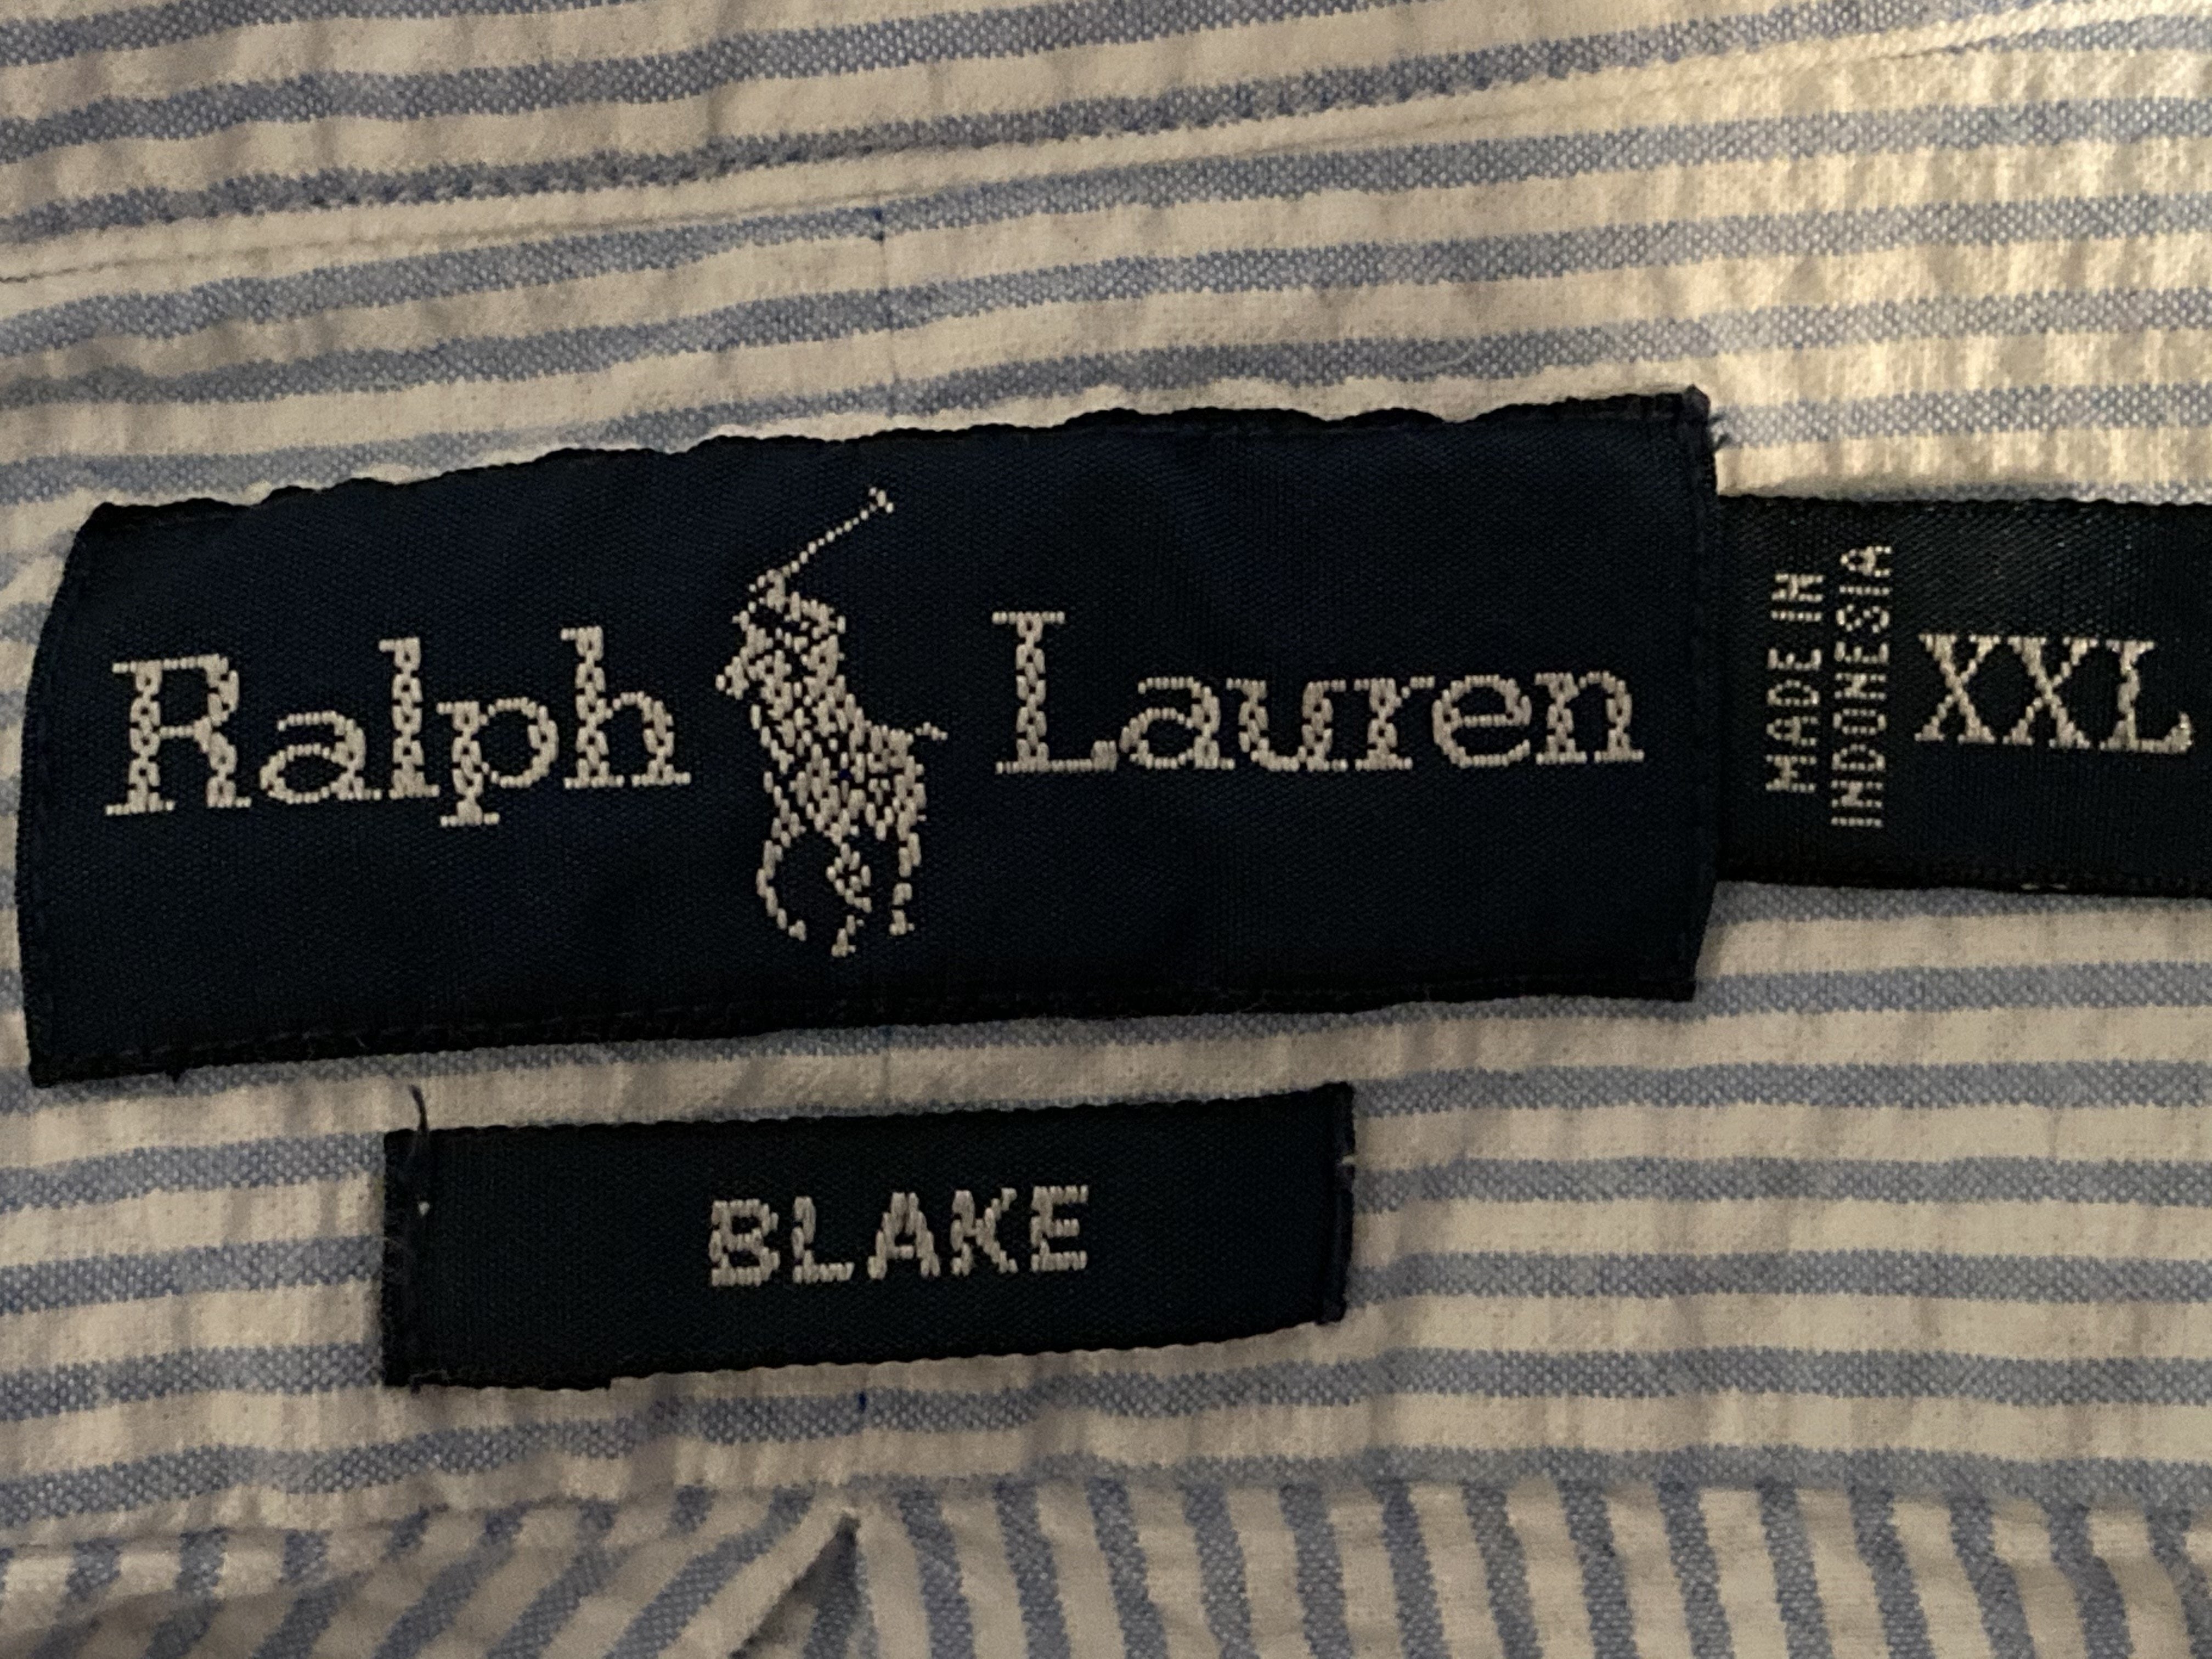 Ralph Lauren
MADE IN
INDONESIA
XXL
BLAKE